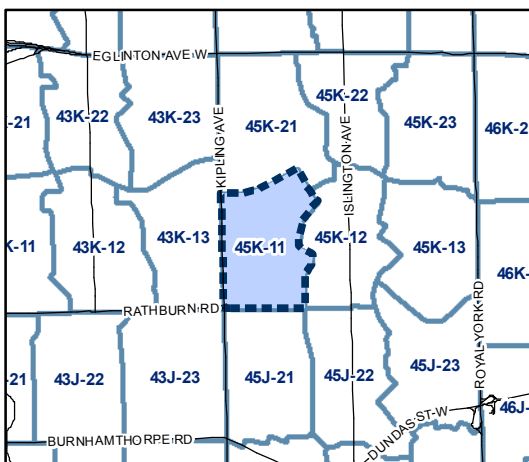 EGLINTON AVE W
45K-22
-21
43K-22
43K-23
45K-21
45K-23
46K-2
KIPLING AVE
ISLINGTON AVE
K-11
43K-12
43K-13
45K-11
45K-12
45K-13
46K-
RATHBURN RD
ROYAL YORK RD
-21
43J-22
43J-23
45J-21
45J-22
45J-23
46J-
DUNDAS ST W
BURNHAMTHORPE RD